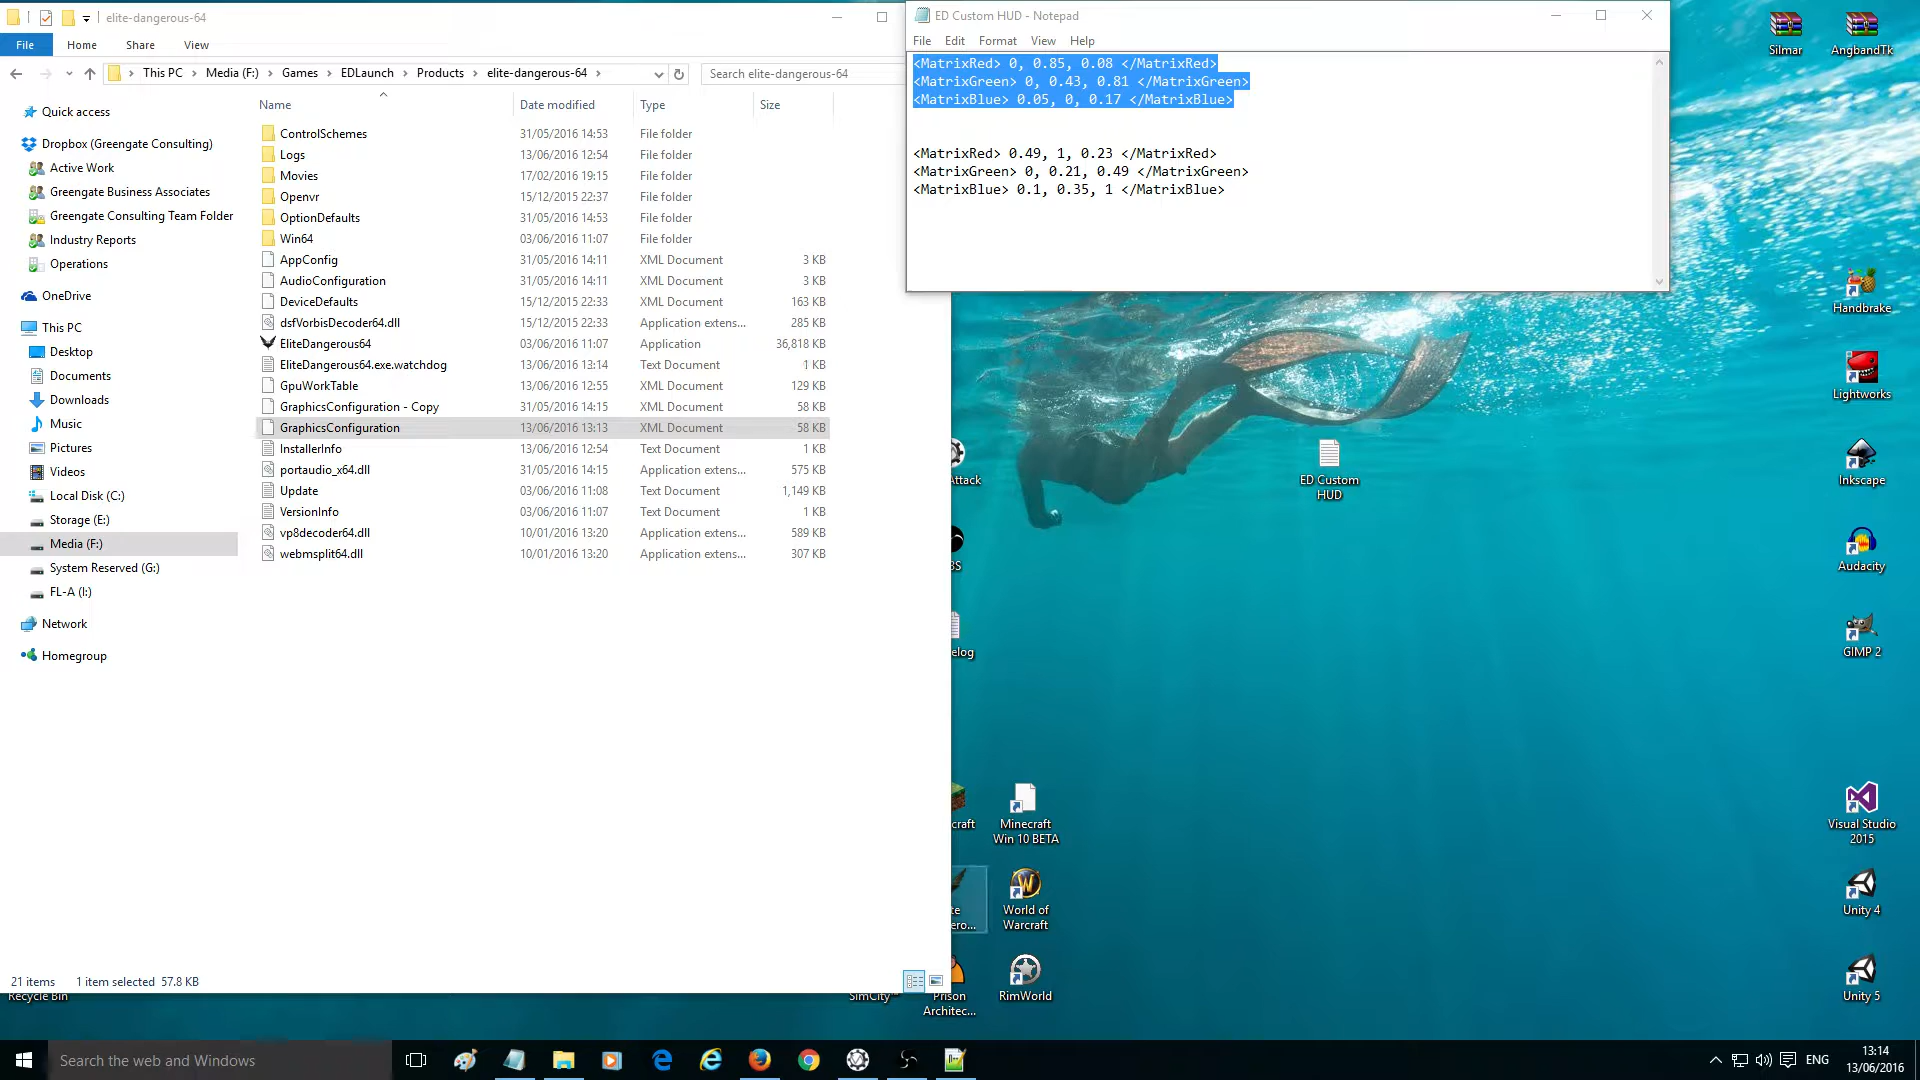 elite-dangerous-64
File
Home
Share
View
This PC
Media (F:)
Games
EDLaunch
Products
elite-dangerous-64
Search elite-dangerous-64
Quick access
Dropbox (Greengate Consulting)
Active Work
Greengate Business Associates
Greengate Consulting Team Folder
Industry Reports
Operations
OneDrive
This PC
Desktop
Documents
Downloads
Music
Pictures
Videos
Local Disk (C:)
Storage (E:)
Media (F:)
System Reserved (G:)
FL-A (I:)
Network
Homegroup
Name Date modified Type Size
ControlSchemes 31/05/2016 14:53 File folder
Logs 13/06/2016 12:54 File folder
Movies 17/02/2016 19:15 File folder
Openvr 15/12/2015 22:37 File folder
OptionDefaults 31/05/2016 14:53 File folder
Win64 03/06/2016 11:07 File folder
AppConfig 31/05/2016 14:11 XML Document 3 KB
AudioConfiguration 31/05/2016 14:11 XML Document 3 KB
DeviceDefaults 15/12/2015 22:33 XML Document 163 KB
dsfVorbisDecoder64.dll 15/12/2015 22:33 Application extens... 285 KB
EliteDangerous64 03/06/2016 11:07 Application 36,818 KB
EliteDangerous64.exe.watchdog 13/06/2016 13:14 Text Document 1 KB
GpuWorkTable 13/06/2016 12:55 XML Document 129 KB
GraphicsConfiguration - Copy 31/05/2016 14:15 XML Document 58 KB
GraphicsConfiguration 13/06/2016 13:13 XML Document 58 KB
InstallerInfo 13/06/2016 12:54 Text Document 1 KB
portaudio_x64.dll 31/05/2016 14:15 Application extens... 575 KB
Update 03/06/2016 11:08 Text Document 1,149 KB
VersionInfo 03/06/2016 11:07 Text Document 1 KB
vp8decoder64.dll 10/01/2016 13:20 Application extens... 589 KB
webmsplit64.dll 10/01/2016 13:20 Application extens... 307 KB
21 items 1 item selected 57.8 KB
ED Custom HUD - Notepad
File Edit Format View Help
<MatrixRed> 0, 0.85, 0.08 </MatrixRed>
<MatrixGreen> 0, 0.43, 0.81 </MatrixGreen>
<MatrixBlue> 0.05, 0, 0.17 </MatrixBlue>
<MatrixRed> 0.49, 1, 0.23 </MatrixRed>
<MatrixGreen> 0, 0.21, 0.49 </MatrixGreen>
<MatrixBlue> 0.1, 0.35, 1 </MatrixBlue>
Silmar
AngbandTk
Handbrake
Lightworks
ED Custom
HUD
Inkscape
Audacity
GIMP 2
Minecraft
Win 10 BETA
Visual Studio
2015
World of
Warcraft
Unity 4
Recycle Bin
SimCity™
Prison
Architec...
RimWorld
Unity 5
Search the web and Windows
ENG
13:14
13/06/2016